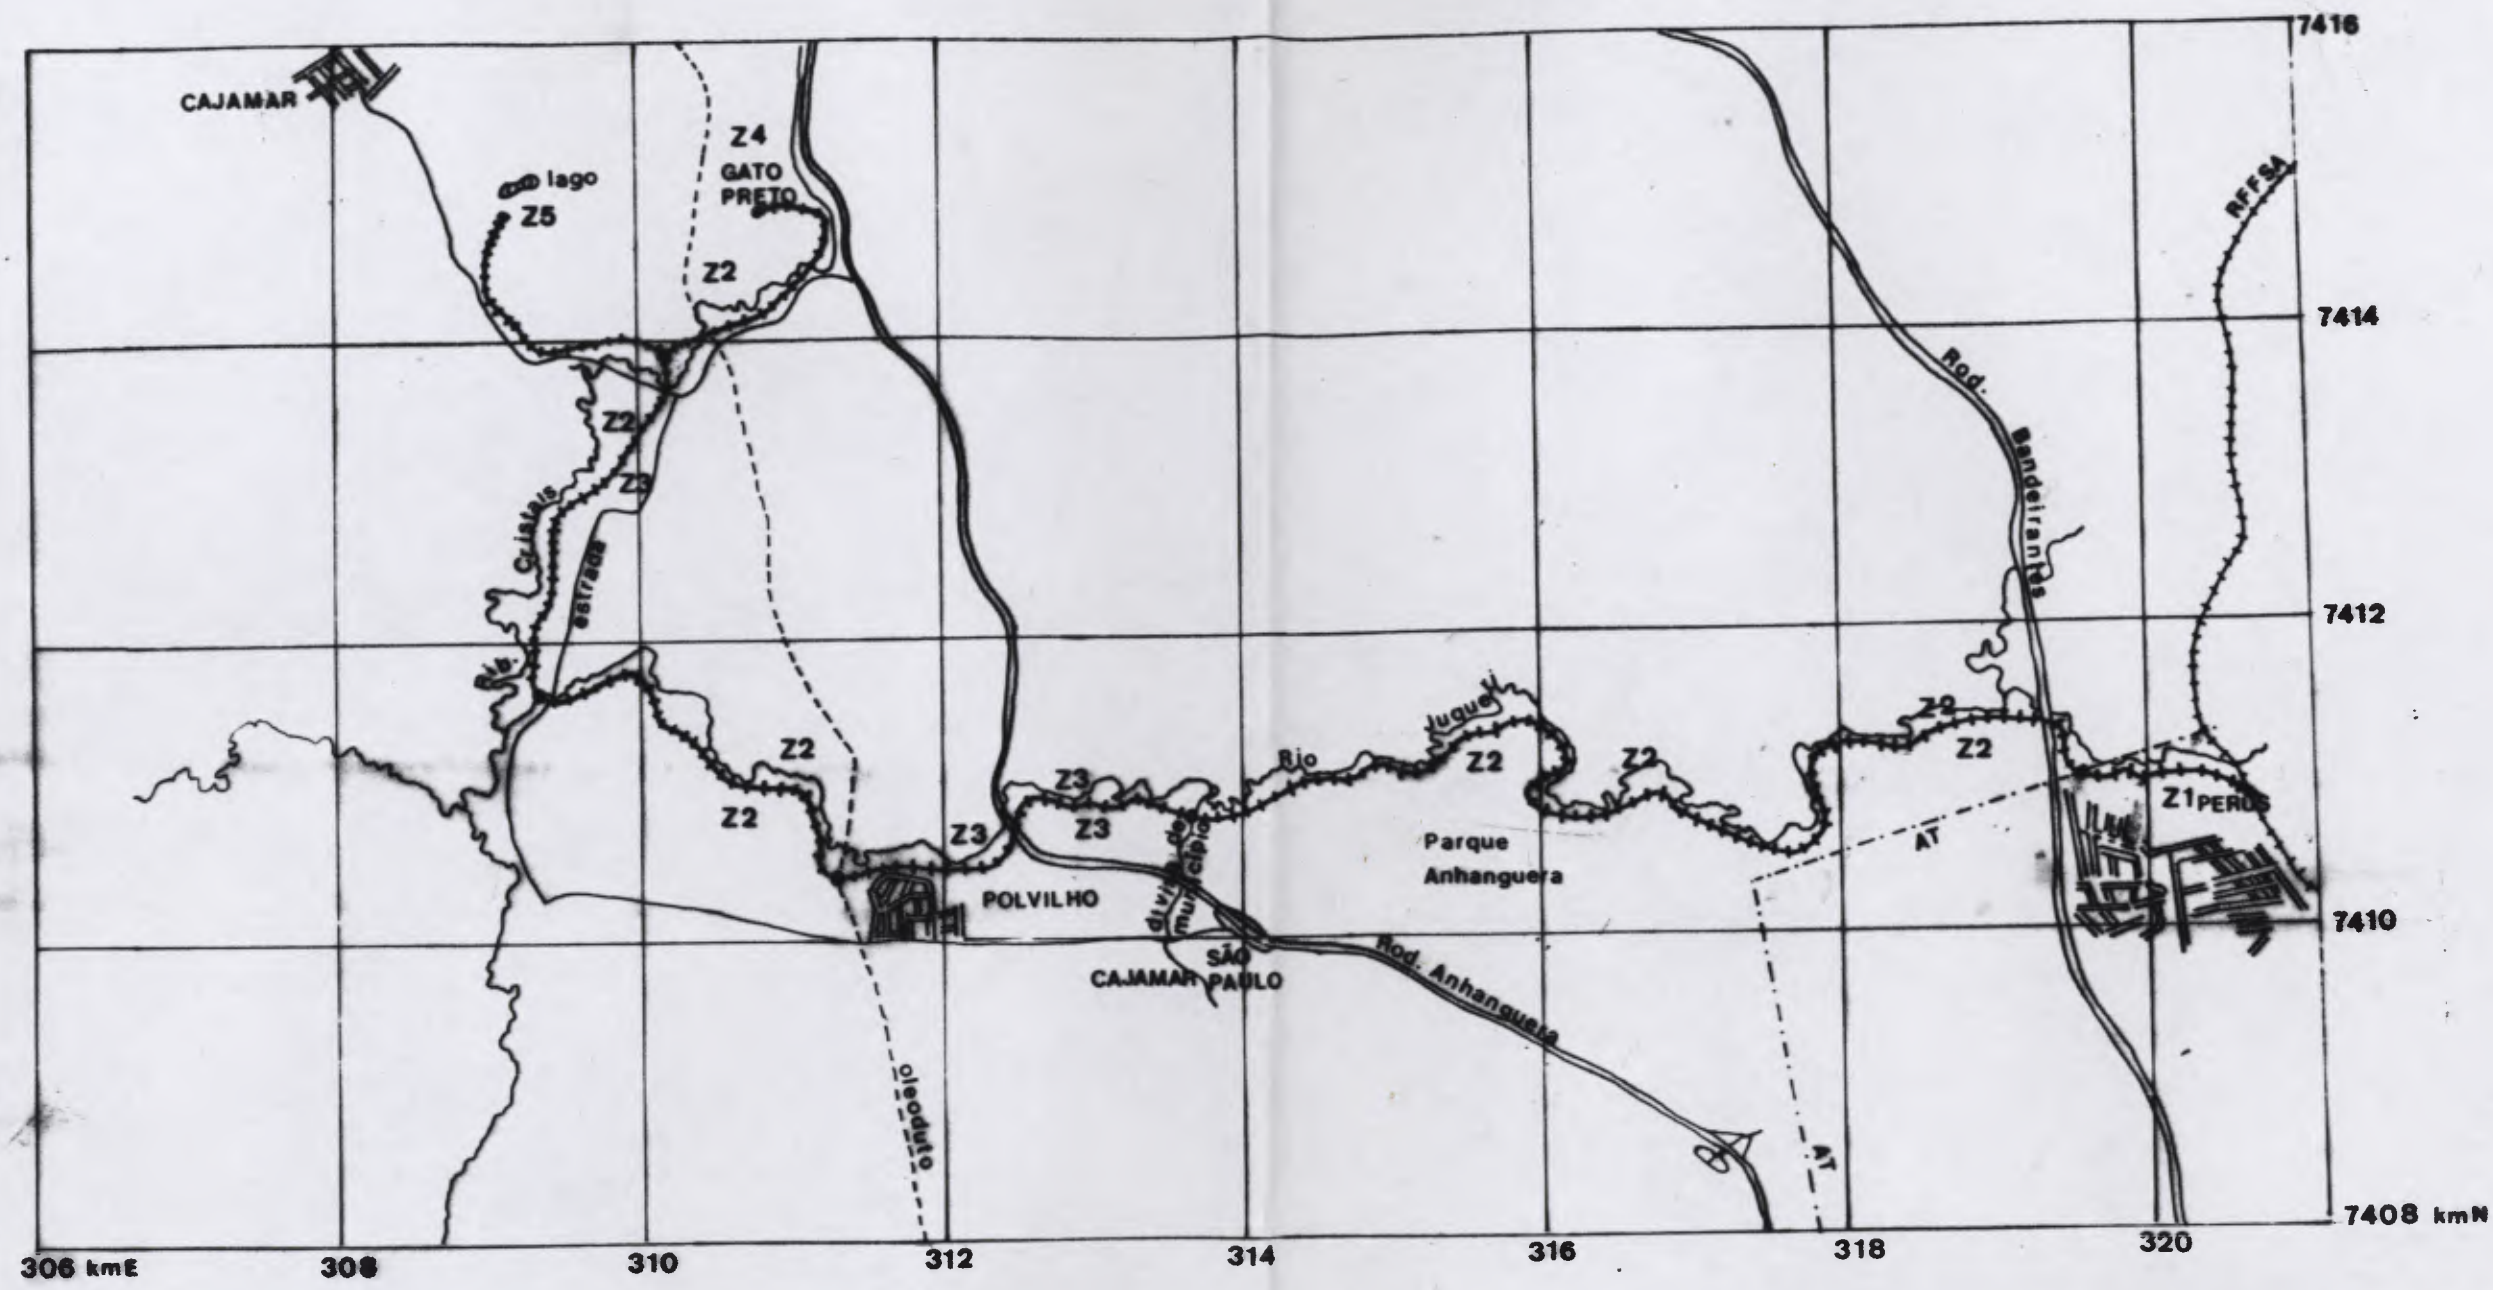 7416
CAJAMAR
Z4
GATO
PRETO
lago
Z5
RFFSA
Z2
7414
Rod.
Bandeirantes
Z2
Z3
Cristais
estrada
7412
Rib.
Juqueri
Rio
Z2
Z2
Z2
Z2
Z2
Z2
Z2
Z3
Z3
Z3
Z1 PERUS
AT
Parque
Anhanguera
divisa de
município
POLVILHO
7410
SÃO
PAULO
CAJAMAR
Rod. Anhanguera
oleoduto
AT
7408 kmN
306 kmE
308
310
312
314
316
318
320